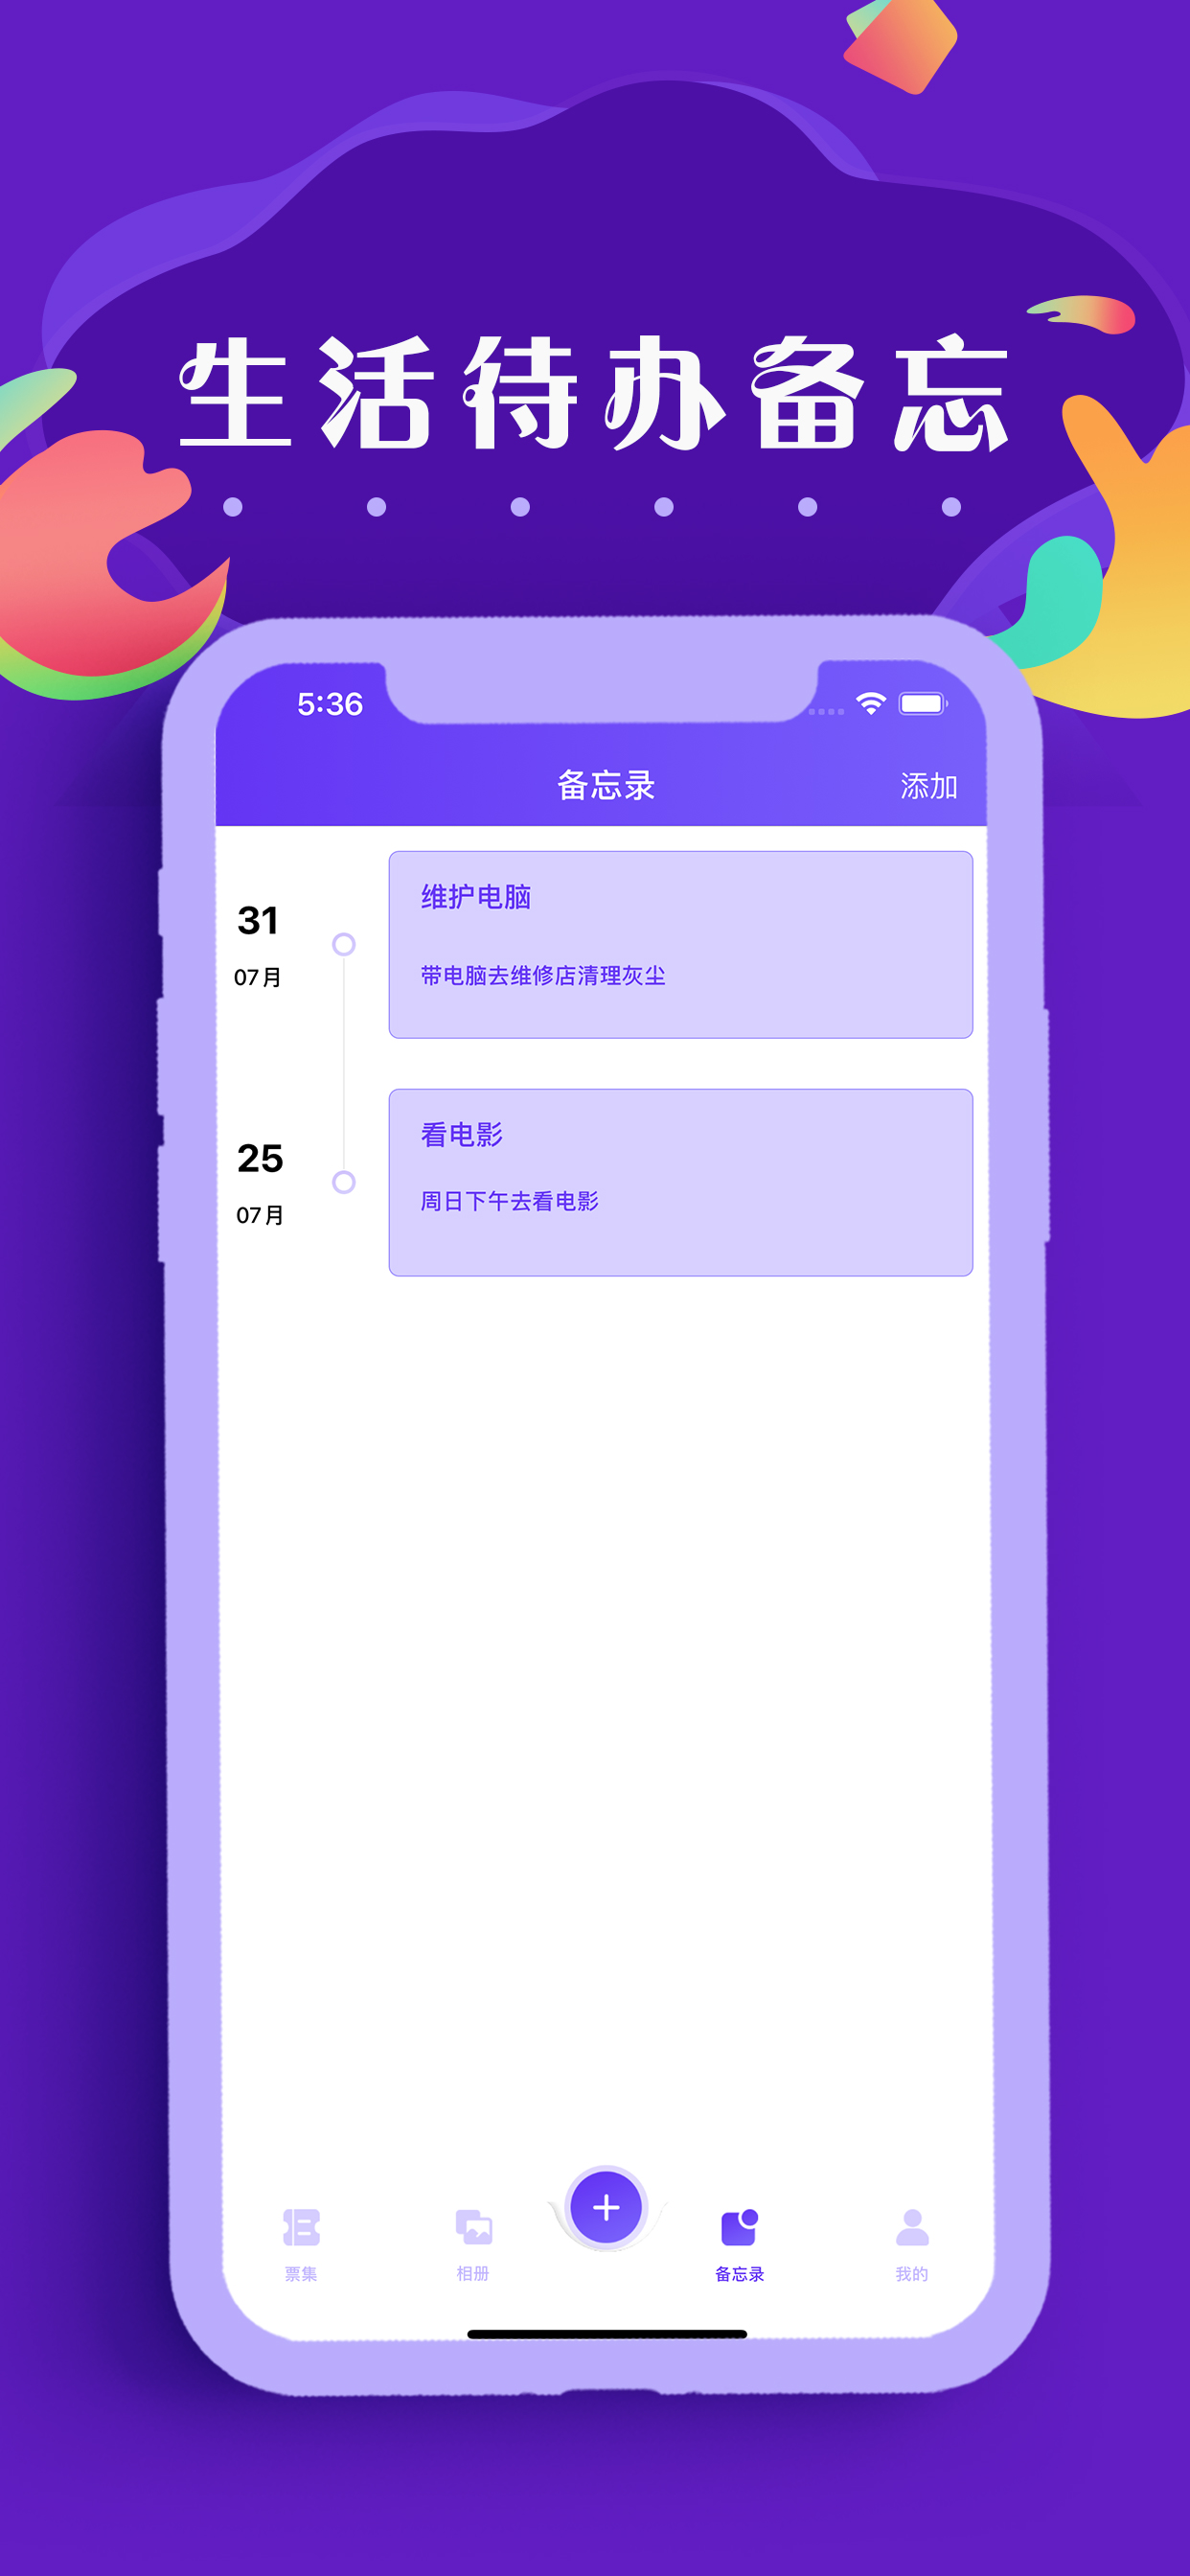 生活待办备忘
5:36
备忘录 添加
31
07月
维护电脑
带电脑去维修店清理灰尘
25
07月
看电影
周日下午去看电影
票集 相册 备忘录 我的